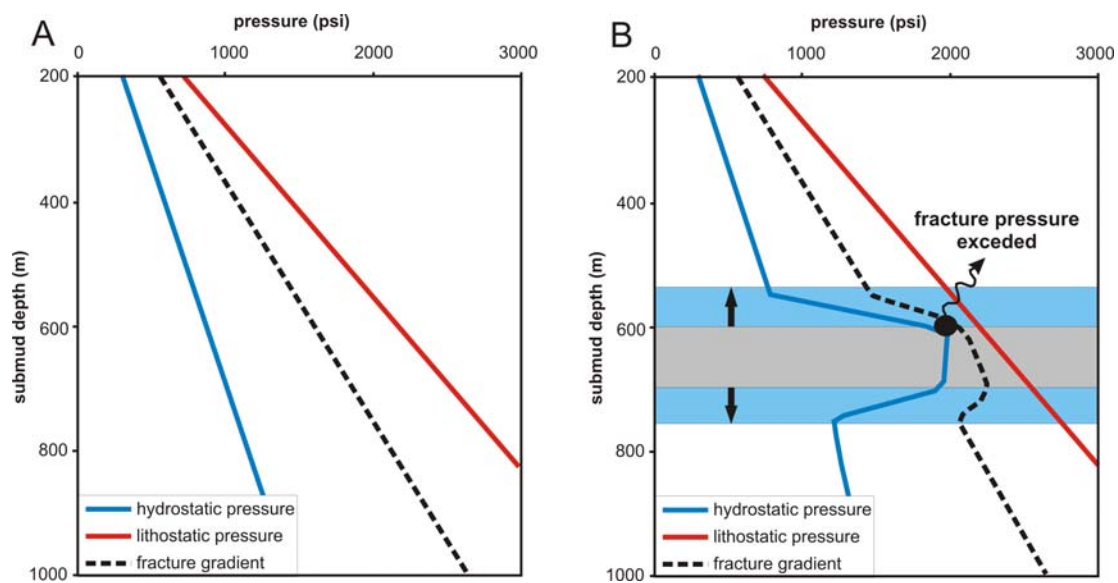 A
pressure (psi)
0 1000 2000 3000
200
400
600
800
1000
submud depth (m)
hydrostatic pressure
lithostatic pressure
fracture gradient
B
pressure (psi)
0 1000 2000 3000
200
400
600
800
1000
submud depth (m)
fracture pressure
exceded
hydrostatic pressure
lithostatic pressure
fracture gradient